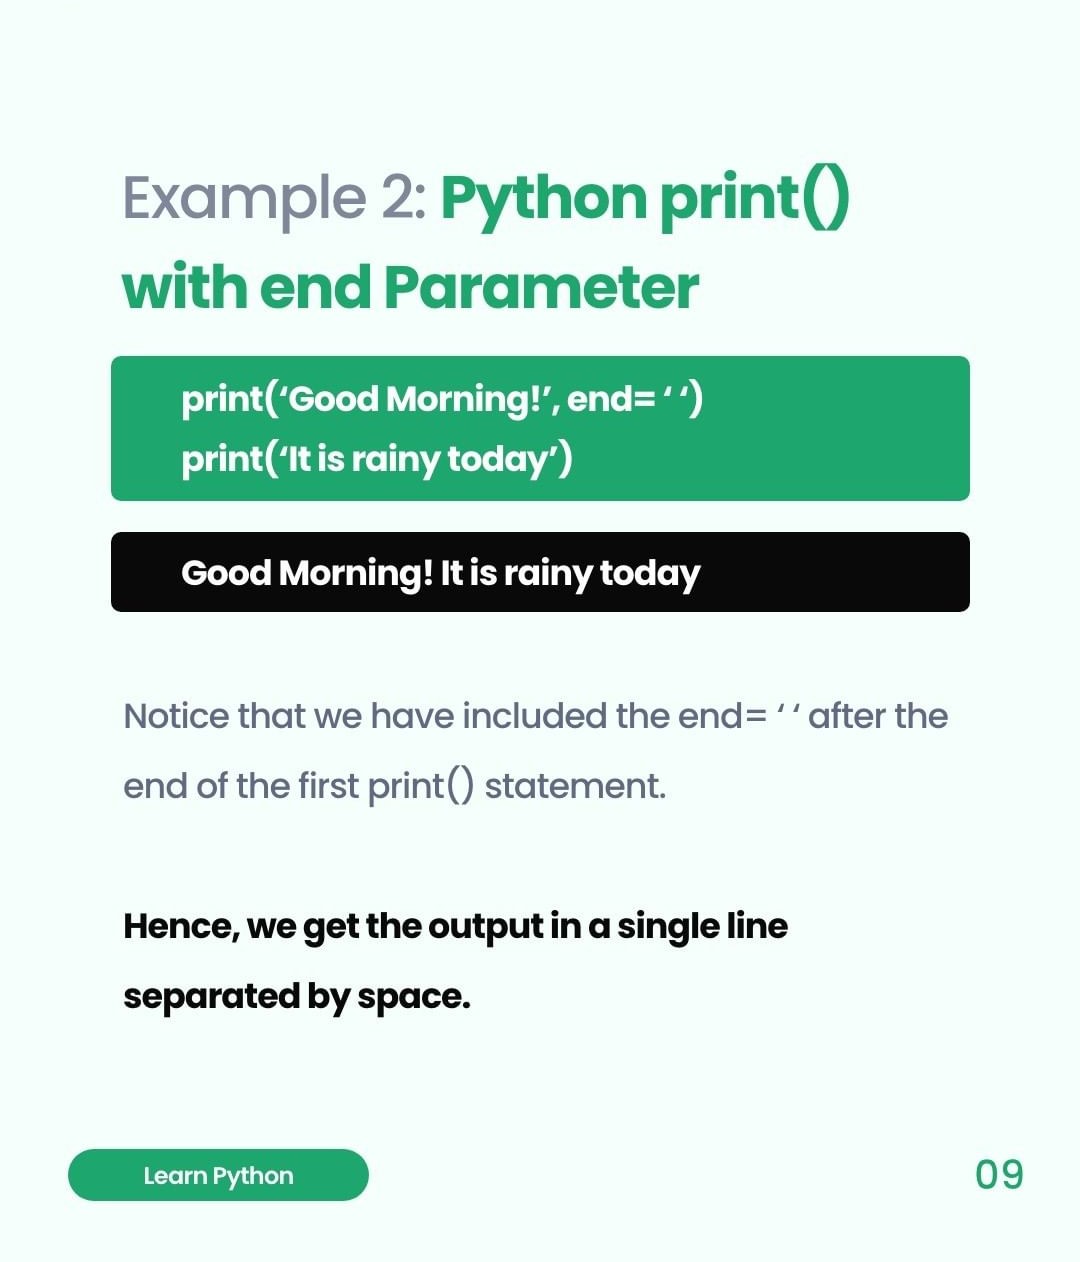 Example 2: Python print()
with end Parameter
print(‘Good Morning!’, end= ‘ ‘)
print(‘It is rainy today’)
Good Morning! It is rainy today
Notice that we have included the end= ‘ ‘ after the
end of the first print() statement.
Hence, we get the output in a single line
separated by space.
Learn Python
09